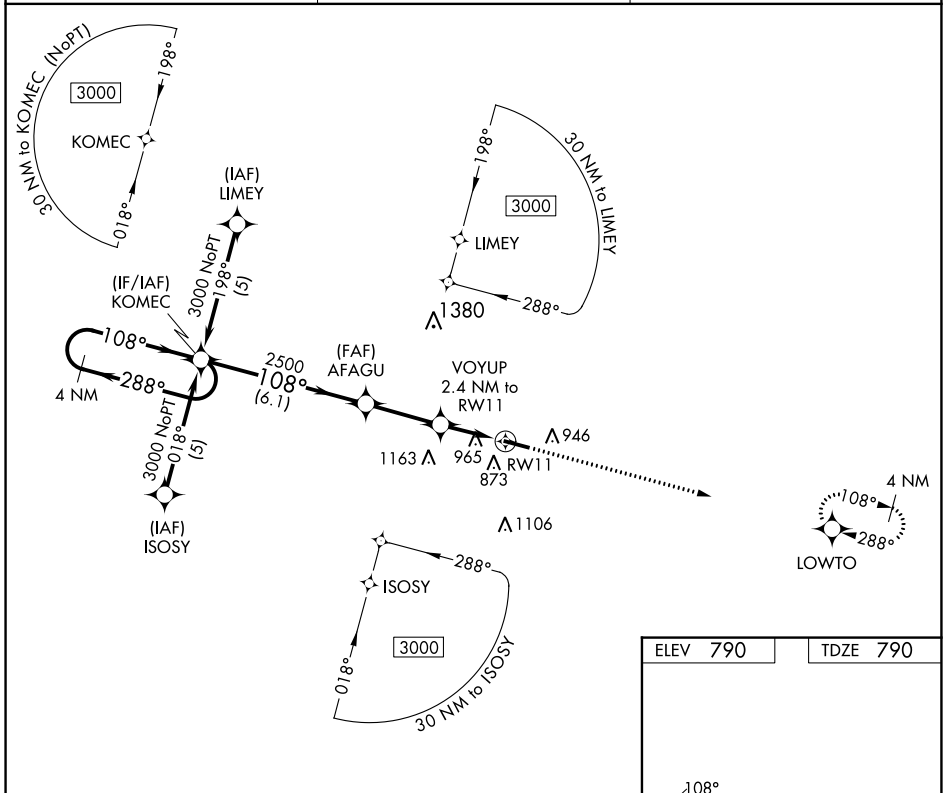 30 NM to KOMEC (NoPT)
3000
198°
KOMEC
018°
(IAF)
LIMEY
3000 NoPT
198°
(5)
(IF/IAF)
KOMEC
108°
288°
4 NM
3000 NoPT
018°
(5)
(IAF)
ISOSY
2500
108°
(6.1)
(FAF)
AFAGU
VOYUP
2.4 NM to
RW11
198°
30 NM to LIMEY
3000
LIMEY
288°
1380
1163
965
873
RW11
946
1106
4 NM
108°
288°
LOWTO
288°
ISOSY
3000
018°
30 NM to ISOSY
ELEV 790
TDZE 790
108°